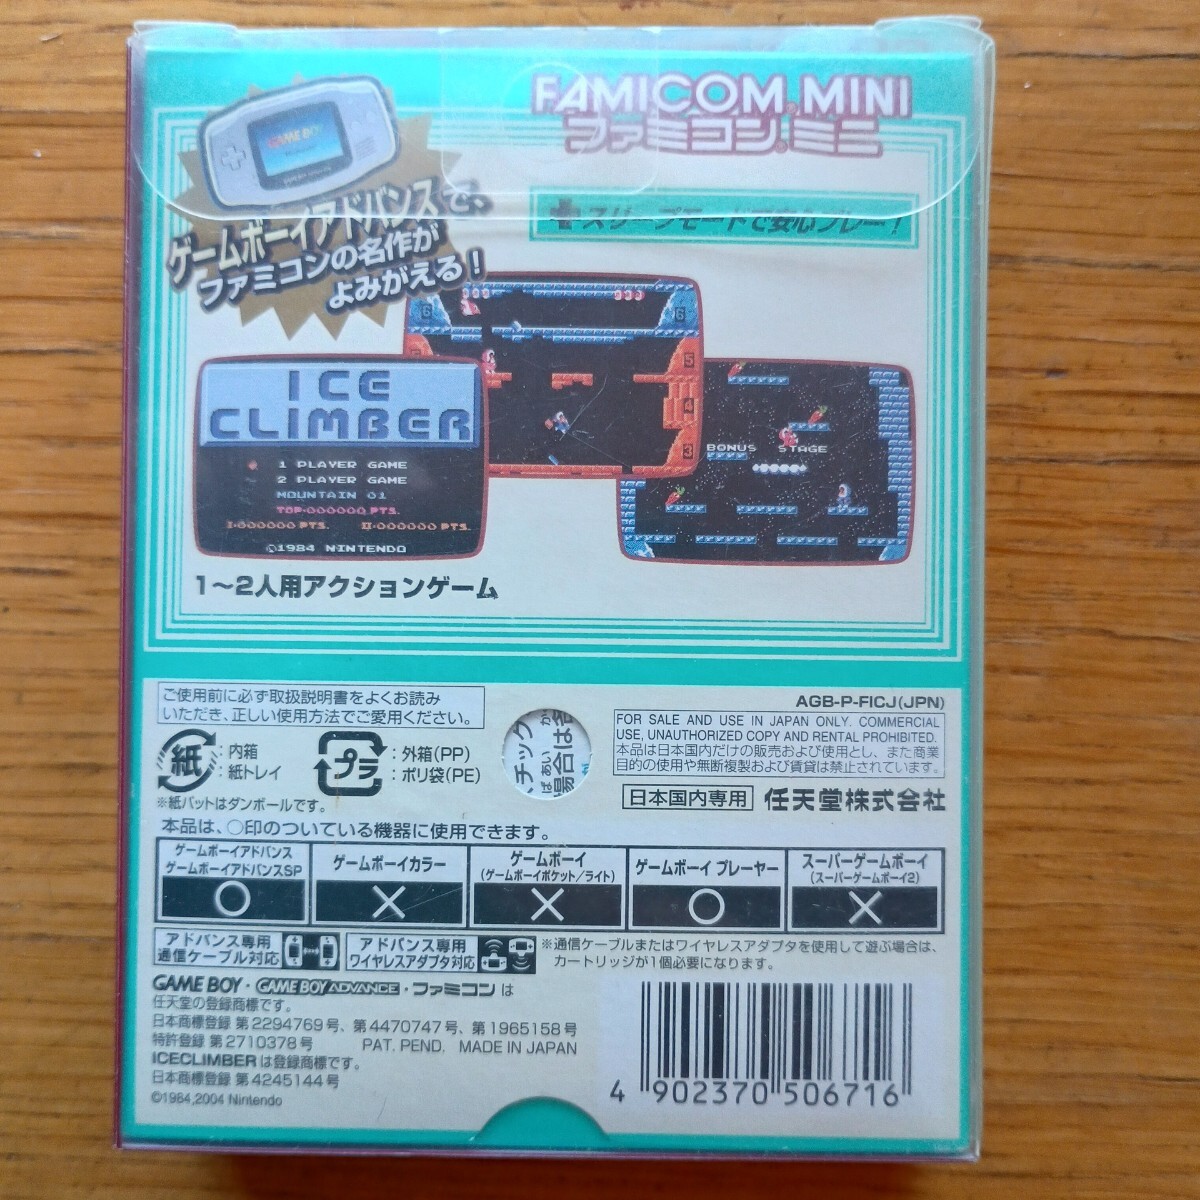 FAMICOM MINI
ファミコンミニ
GAME BOY
ゲームボーイアドバンスで、
ファミコンの名作が
よみがえる!
スリープモードで安心プレー!
6
6
5
5
4
3
ICE
CLIMBER
1 PLAYER GAME
2 PLAYER GAME
MOUNTAIN 01
TOP-000000 PTS.
I-000000 PTS. II-000000 PTS.
©1984 NINTENDO
BONUS STAGE
1〜2人用アクションゲーム
ご使用前に必ず取扱説明書をよくお読み
いただき、正しい使用方法でご愛用ください。
紙 :内箱
:紙トレイ
プラ :外箱(PP)
:ポリ袋(PE)
※紙パットはダンボールです。
チック
場合は
AGB-P-FICJ(JPN)
FOR SALE AND USE IN JAPAN ONLY. COMMERCIAL
USE, UNAUTHORIZED COPY AND RENTAL PROHIBITED.
本品は日本国内だけの販売および使用とし、また商業
目的の使用や無断複製および賃貸は禁止されています。
日本国内専用 任天堂株式会社
本品は、○印のついている機器に使用できます。
ゲームボーイアドバンス
ゲームボーイアドバンスSP
○
ゲームボーイカラー
×
ゲームボーイ
(ゲームボーイポケット/ライト)
×
ゲームボーイ プレーヤー
○
スーパーゲームボーイ
(スーパーゲームボーイ2)
×
アドバンス専用
通信ケーブル対応
アドバンス専用
ワイヤレスアダプタ対応
※通信ケーブルまたはワイヤレスアダプタを使用して遊ぶ場合は、
カートリッジが1個必要になります。
GAME BOY・GAME BOY ADVANCE・ファミコン は
任天堂の登録商標です。
日本商標登録 第2294769号、第4470747号、第1965158号
特許登録 第2710378号 PAT. PEND. MADE IN JAPAN
ICECLIMBERは登録商標です。
日本商標登録 第4245144号
©1984,2004 Nintendo
4 902370 506716